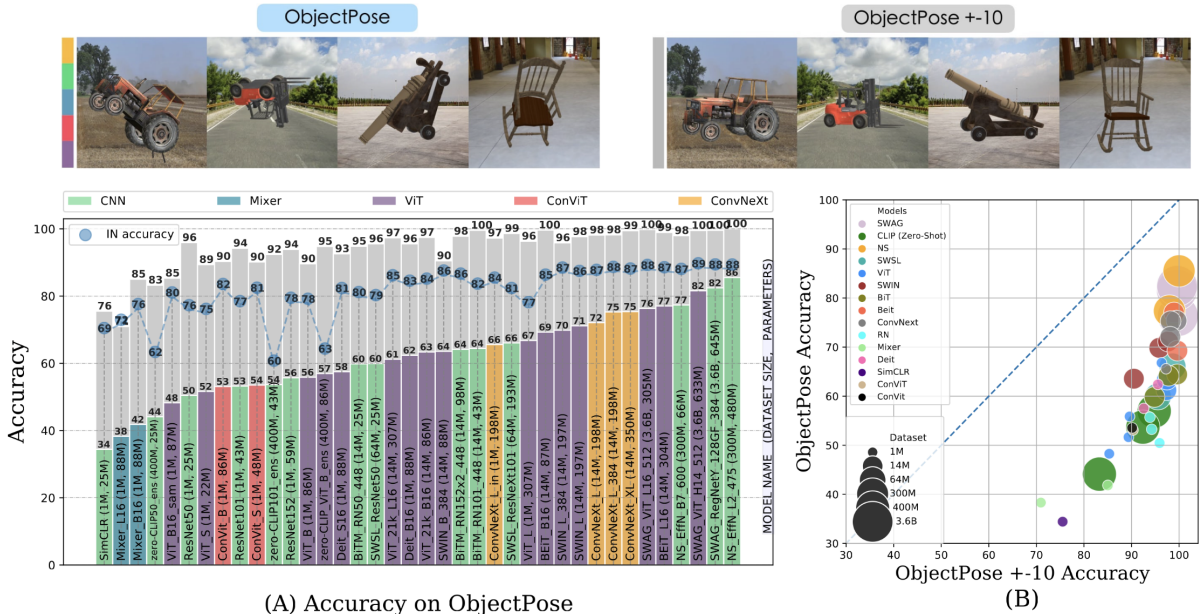 ObjectPose
ObjectPose +-10
CNN Mixer ViT ConViT ConvNeXt
IN accuracy
Accuracy
100
80
60
40
20
0
76 72 85 83 85 96 89 90 94 90 92 94 90 95 93 95 96 97 96 97 90 98 100 97 99 96 100 96 98 98 98 99 100 99 98 100 100 100
69 72 76 62 80 76 75 82 77 81 60 78 78 63 81 80 79 85 83 84 86 86 82 84 81 77 85 87 86 87 88 87 88 87 87 89 88 88
34 38 42 44 48 50 52 53 53 54 54 56 56 57 58 60 60 61 62 63 64 64 64 66 66 67 69 70 71 72 75 75 76 77 77 82 82 86
SimCLR (1M, 25M)
Mixer_L16 (1M, 88M)
Mixer_B16 (1M, 88M)
zero-CLIP50_ens (400M, 25M)
VIT_B16_sam (1M, 87M)
ResNet50 (1M, 25M)
VIT_S (1M, 22M)
ConVit_B (1M, 86M)
ResNet101 (1M, 43M)
ConVit_S (1M, 48M)
zero-CLIP101_ens (400M, 43M)
ResNet152 (1M, 59M)
VIT_B (1M, 86M)
zero-CLIP_VIT_B (400M, 86M)
Deit_S16 (1M, 88M)
BiTM_RN50_448 (14M, 25M)
SWSL_ResNet50 (64M, 25M)
VIT_21k_L16 (14M, 307M)
Deit_B16 (1M, 88M)
VIT_21k_B16 (14M, 86M)
SWIN_B_384 (14M, 88M)
BiTM_RN152x2_448 (14M, 98M)
BiTM_RN101_448 (14M, 43M)
ConvNeXt_L_in (1M, 198M)
SWSL_ResNext101 (64M, 193M)
VIT_L (1M, 307M)
BEIT_B16 (14M, 87M)
SWIN_L_384 (14M, 197M)
SWIN_L (14M, 197M)
ConvNeXt_L (14M, 198M)
ConvNeXt_L_384 (14M, 198M)
ConvNeXt_XL (14M, 350M)
SWAG_VIT_L16_512 (3.6B, 305M)
BEIT_L16 (14M, 304M)
NS_EffN_B7_600 (300M, 66M)
SWAG_VIT_H14_512 (3.6B, 633M)
SWAG_RegNetY_128GF_384 (3.6B, 645M)
NS_EffN_L2_475 (300M, 480M)
MODEL NAME (DATASET SIZE, PARAMETERS)
(A) Accuracy on ObjectPose
ObjectPose Accuracy
100
90
80
70
60
50
40
30
Models
SWAG
CLIP (Zero-Shot)
NS
SWSL
ViT
SWIN
BiT
Beit
ConvNext
RN
Mixer
Deit
SimCLR
ConViT
ConVit
Dataset
1M
14M
64M
300M
400M
3.6B
30 40 50 60 70 80 90 100
ObjectPose +-10 Accuracy
(B)